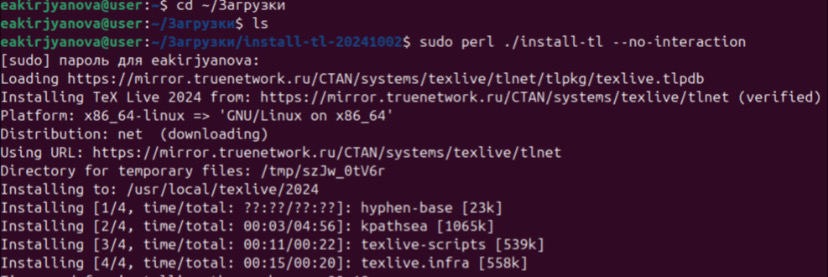 eakirjyanova@user:~$ cd ~/Загрузки
eakirjyanova@user:~/Загрузки$ ls
eakirjyanova@user:~/Загрузки/install-tl-20241002$ sudo perl ./install-tl --no-interaction
[sudo] пароль для eakirjyanova:
Loading https://mirror.truenetwork.ru/CTAN/systems/texlive/tlnet/tlpkg/texlive.tlpdb
Installing TeX Live 2024 from: https://mirror.truenetwork.ru/CTAN/systems/texlive/tlnet (verified)
Platform: x86_64-linux => 'GNU/Linux on x86_64'
Distribution: net  (downloading)
Using URL: https://mirror.truenetwork.ru/CTAN/systems/texlive/tlnet
Directory for temporary files: /tmp/szJw_0tV6r
Installing to: /usr/local/texlive/2024
Installing [1/4, time/total: ??:??/??:??]: hyphen-base [23k]
Installing [2/4, time/total: 00:03/04:56]: kpathsea [1065k]
Installing [3/4, time/total: 00:11/00:22]: texlive-scripts [539k]
Installing [4/4, time/total: 00:15/00:20]: texlive.infra [558k]